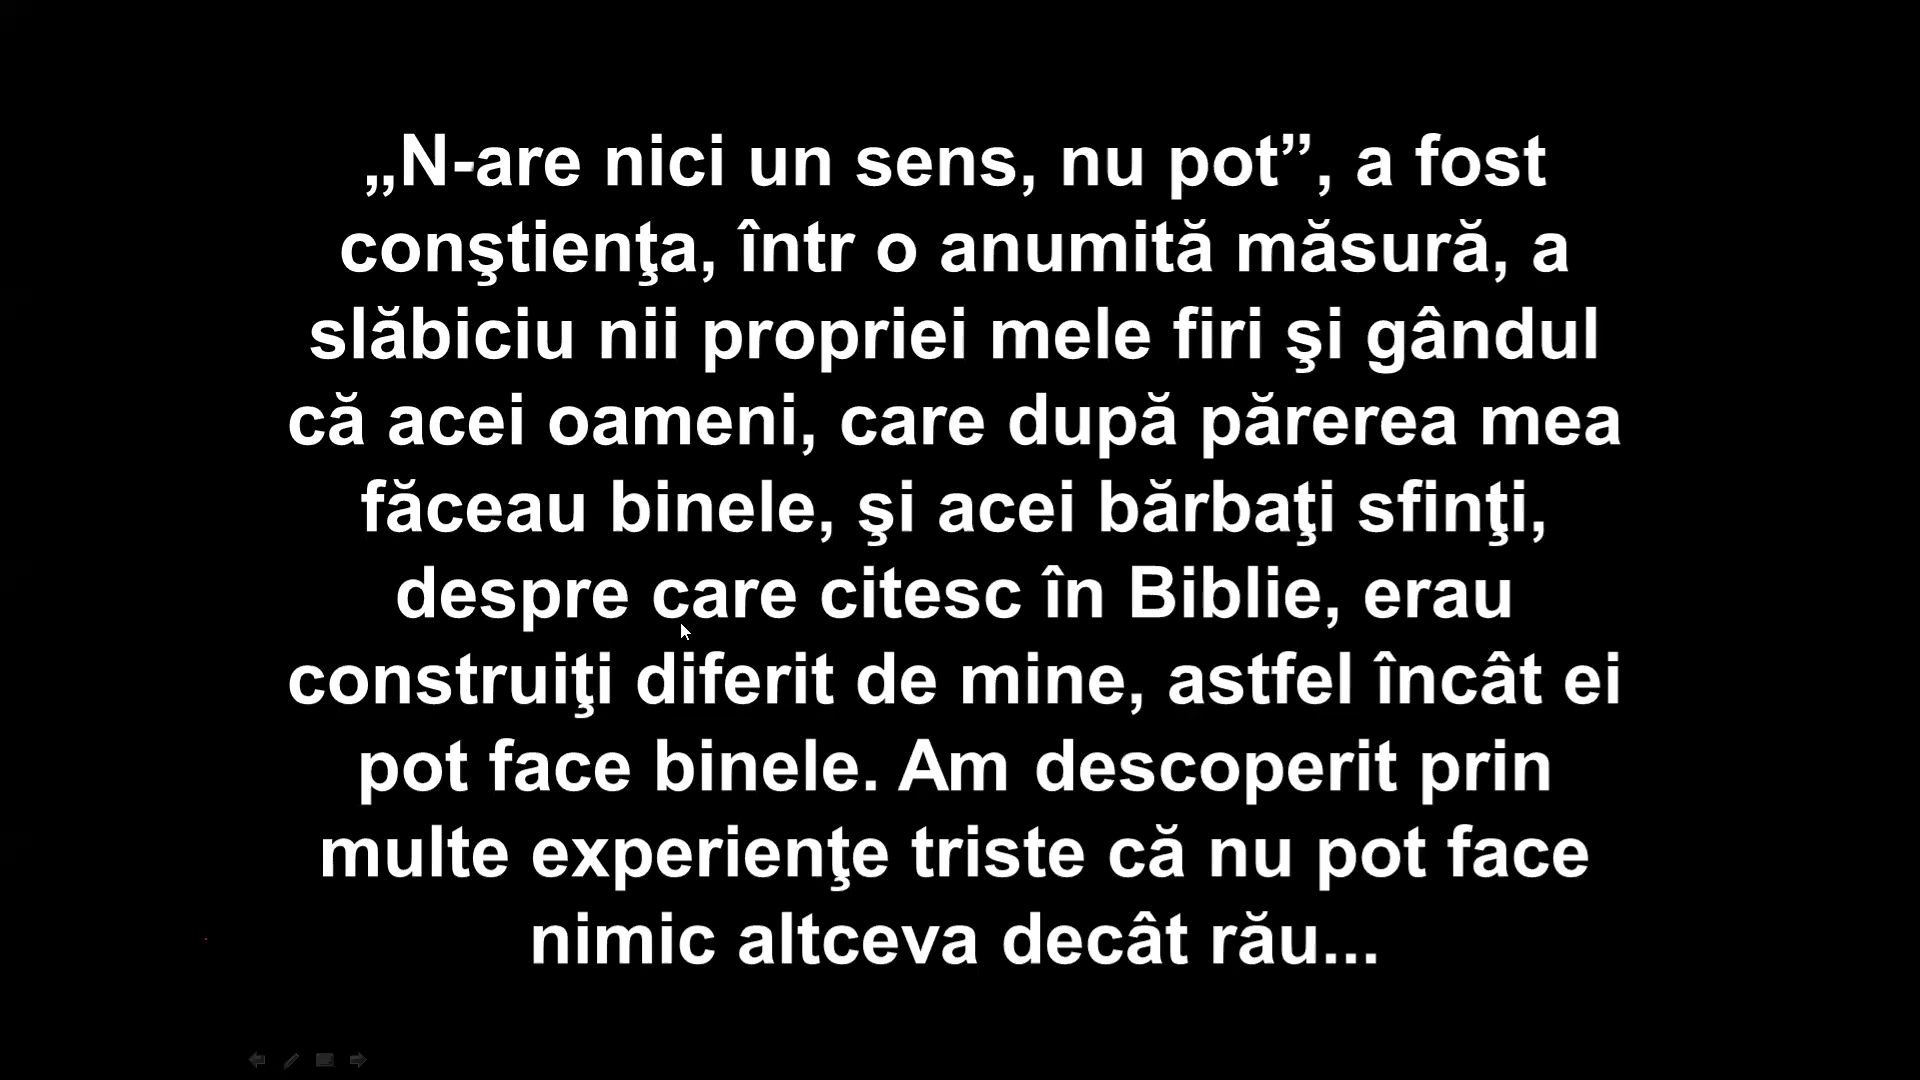 „N-are nici un sens, nu pot”, a fost
conştienţa, într o anumită măsură, a
slăbiciu nii propriei mele firi şi gândul
că acei oameni, care după părerea mea
făceau binele, şi acei bărbaţi sfinţi,
despre care citesc în Biblie, erau
construiţi diferit de mine, astfel încât ei
pot face binele. Am descoperit prin
multe experienţe triste că nu pot face
nimic altceva decât rău...